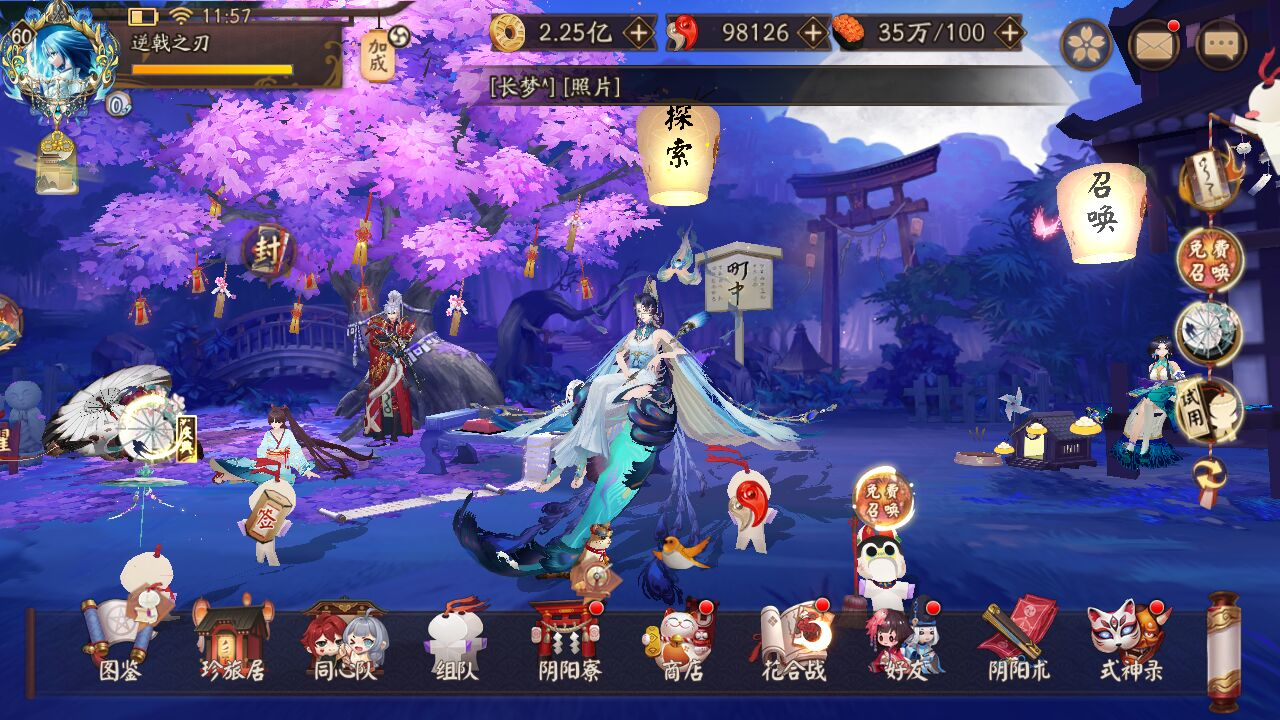 60
11:57
逆戟之刃
加成
2.25亿
98126
35万/100
[长梦^][照片]
探索
召唤
封
町中
免费召唤
试用
签
免费召唤
图鉴
珍旅居
同心队
组队
阴阳寮
商店
花合战
好友
阴阳术
式神录